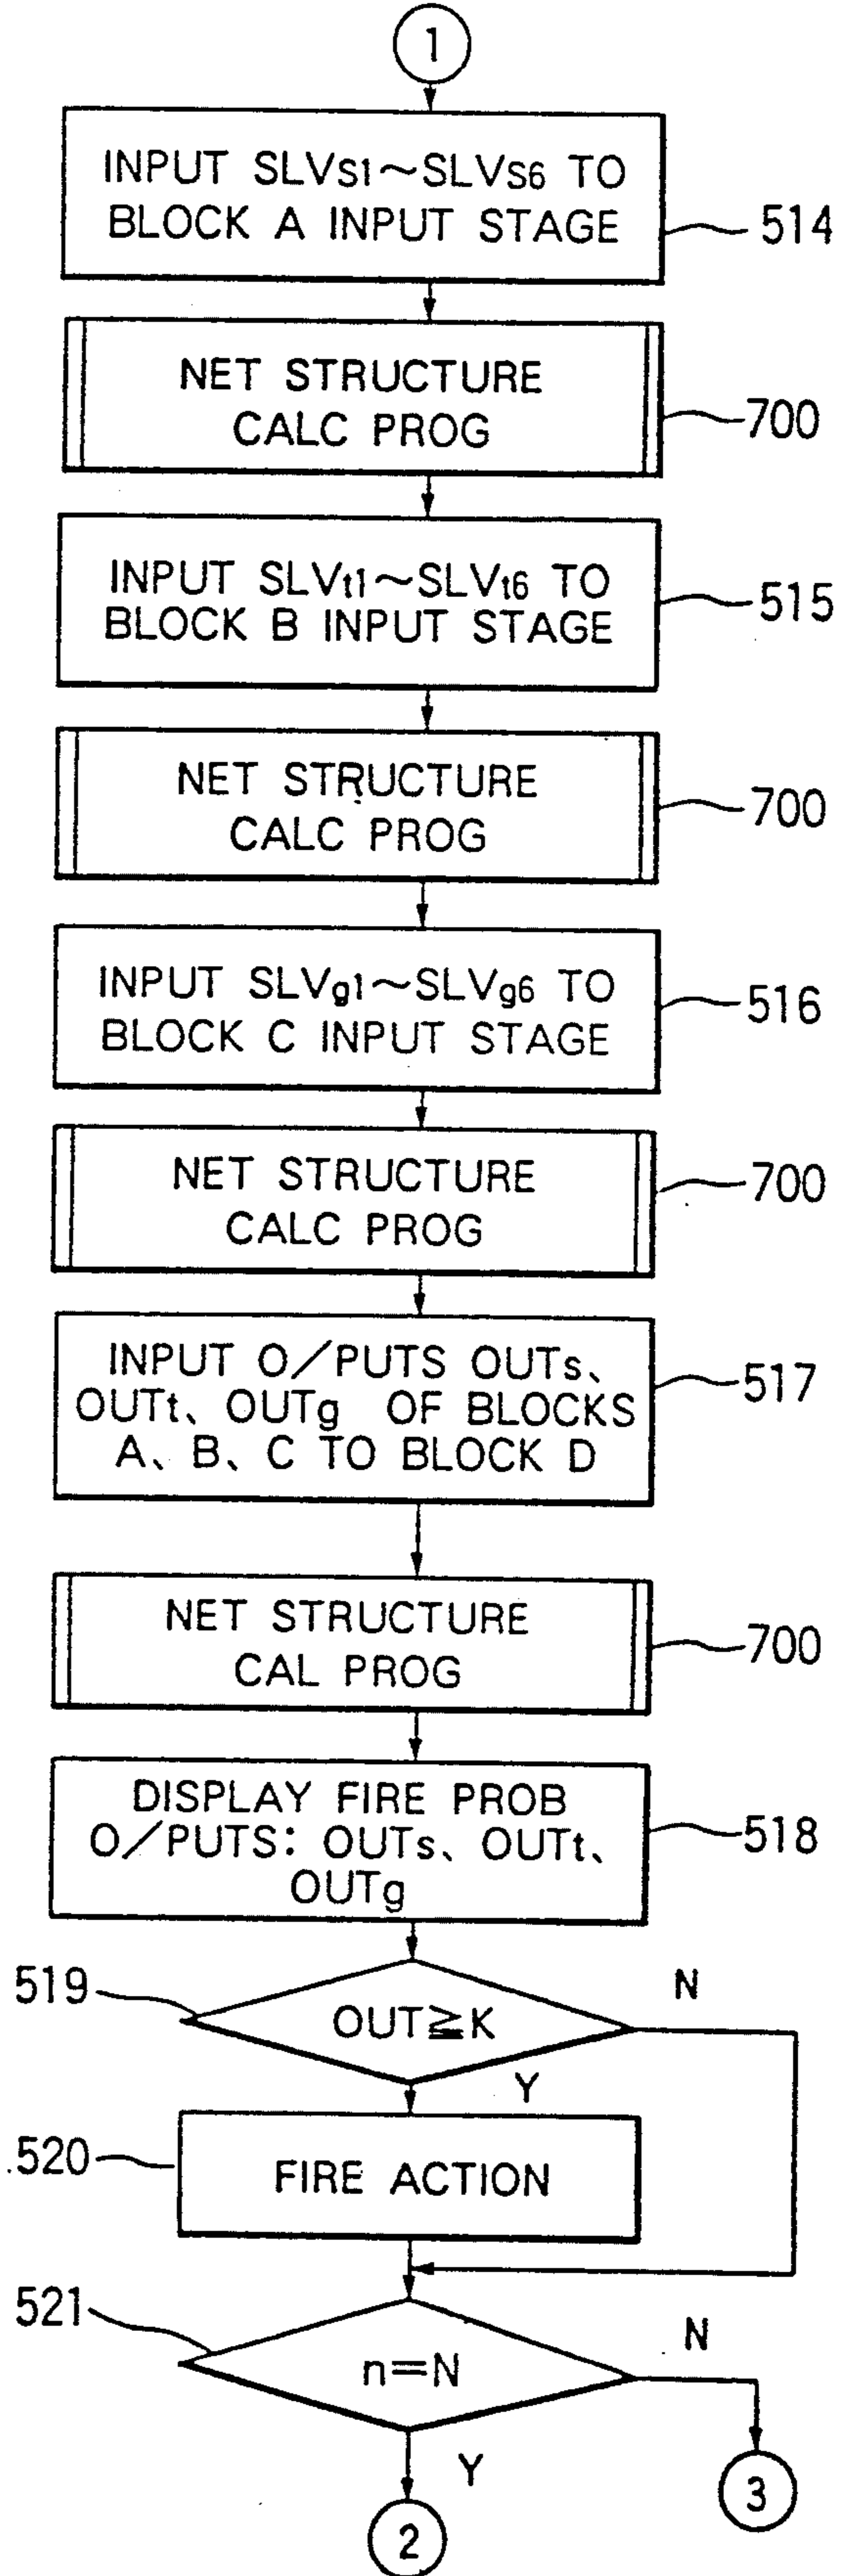 1
INPUT SLVS1~SLVS6 TO
BLOCK A INPUT STAGE
514
NET STRUCTURE
CALC PROG
700
INPUT SLVt1~SLVt6 TO
BLOCK B INPUT STAGE
515
NET STRUCTURE
CALC PROG
700
INPUT SLVg1~SLVg6 TO
BLOCK C INPUT STAGE
516
NET STRUCTURE
CALC PROG
700
INPUT O/PUTS OUTs、
OUTt、OUTg OF BLOCKS
A、B、C TO BLOCK D
517
NET STRUCTURE
CAL PROG
700
DISPLAY FIRE PROB
O/PUTS: OUTs、OUTt、
OUTg
518
519
OUT≧K
N
Y
520
FIRE ACTION
521
n=N
N
Y
3
2